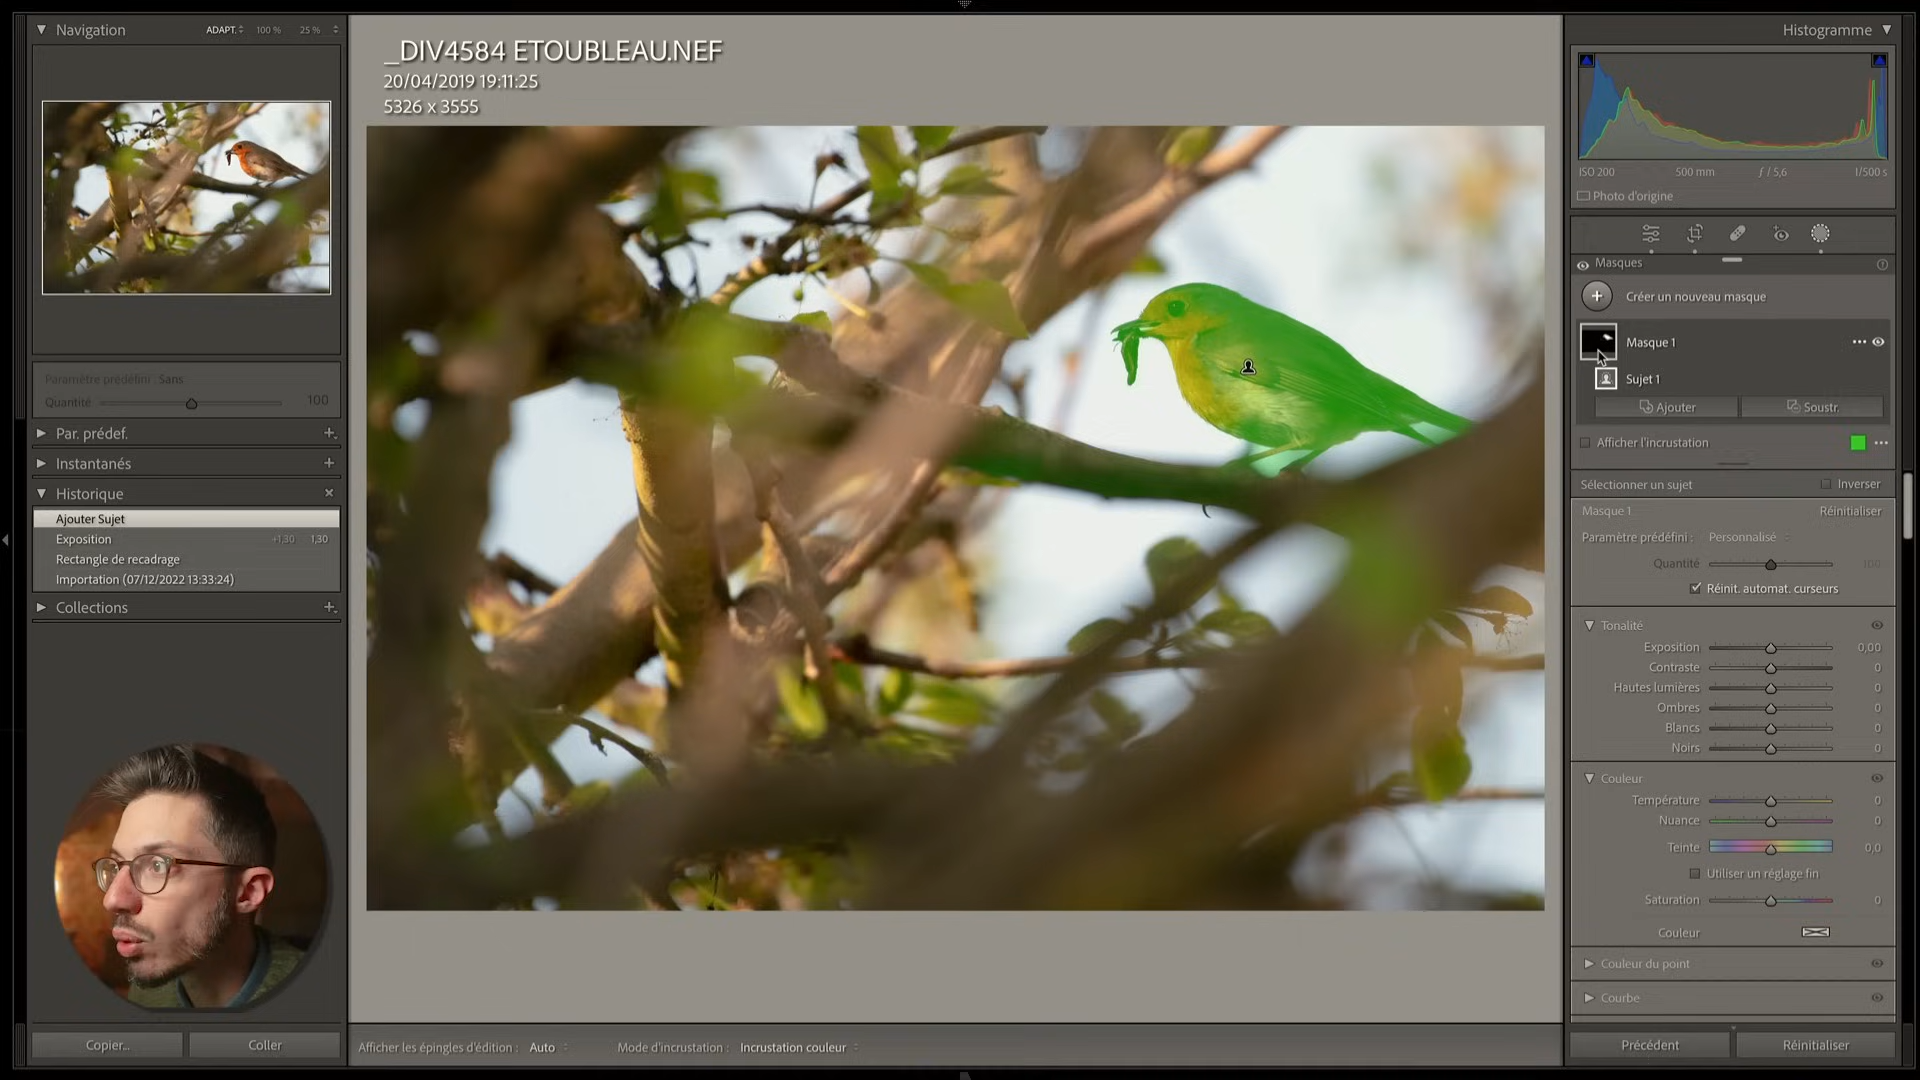 Navigation
ADAPT. 100 % 25 %
Paramètre prédéfini : Sans
Quantité 100
Par. prédef.
Instantanés
Historique
Ajouter Sujet
Exposition +1,30 1,30
Rectangle de recadrage
Importation (07/12/2022 13:33:24)
Collections
Copier...
Coller
_DIV4584 ETOUBLEAU.NEF
20/04/2019 19:11:25
5326 x 3555
Afficher les épingles d'édition : Auto
Mode d'incrustation : Incrustation couleur
Histogramme
ISO 200 500 mm ƒ / 5,6 1/500 s
Photo d'origine
Masques
Créer un nouveau masque
Masque 1
Sujet 1
Ajouter
Soustr.
Afficher l'incrustation
Sélectionner un sujet
Inverser
Masque 1
Réinitialiser
Paramètre prédéfini : Personnalisé
Quantité 100
Réinit. automat. curseurs
Tonalité
Exposition 0,00
Contraste 0
Hautes lumières 0
Ombres 0
Blancs 0
Noirs 0
Couleur
Température 0
Nuance 0
Teinte 0,0
Utiliser un réglage fin
Saturation 0
Couleur
Couleur du point
Courbe
Précédent
Réinitialiser